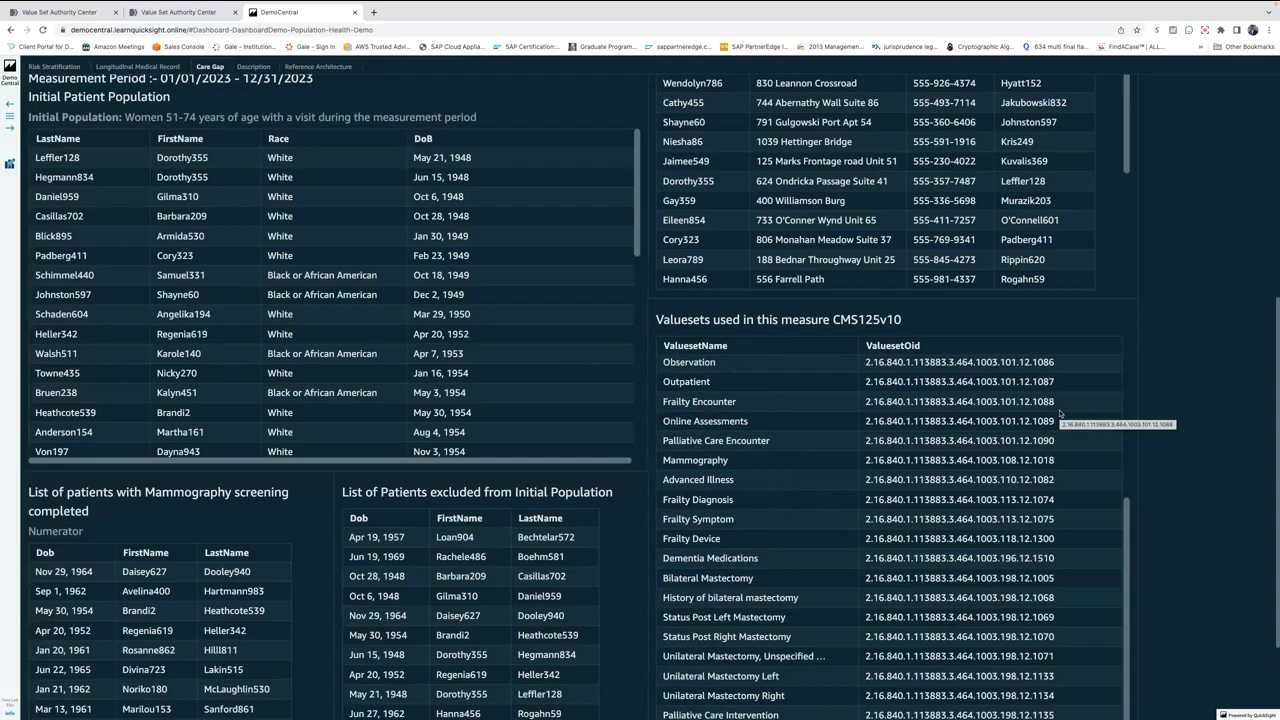 Value Set Authority Center
Value Set Authority Center
DemoCentral
democentral.learnquicksight.online/#Dashboard-DashboardDemo-Population-Health-Demo
Client Portal for D...
Amazon Meetings
Sales Console
Gale - Institution...
Gale - Sign in
AWS Trusted Advi...
SAP Cloud Applia...
SAP Certification:...
Graduate Program...
sappartneredge.c...
SAP PartnerEdge I...
2013 Managemen...
jurisprudence leg...
Cryptographic Alg...
634 multi final fla...
FindACase™ | ALL...
»
Other Bookmarks
Demo Central
Risk Stratification
Longitudinal Medical Record
Care Gap
Description
Reference Architecture
Measurement Period :- 01/01/2023 - 12/31/2023
Initial Patient Population
Initial Population: Women 51-74 years of age with a visit during the measurement period
LastName FirstName Race DoB
Leffler128 Dorothy355 White May 21, 1948
Hegmann834 Dorothy355 White Jun 15, 1948
Daniel959 Gilma310 White Oct 6, 1948
Casillas702 Barbara209 White Oct 28, 1948
Blick895 Armida530 White Jan 30, 1949
Padberg411 Cory323 White Feb 23, 1949
Schimmel440 Samuel331 Black or African American Oct 18, 1949
Johnston597 Shayne60 Black or African American Dec 2, 1949
Schaden604 Angelika194 White Mar 29, 1950
Heller342 Regenia619 White Apr 20, 1952
Walsh511 Karole140 Black or African American Apr 7, 1953
Towne435 Nicky270 White Jan 16, 1954
Bruen238 Kalyn451 Black or African American May 3, 1954
Heathcote539 Brandi2 White May 30, 1954
Anderson154 Martha161 White Aug 4, 1954
Von197 Dayna943 White Nov 3, 1954
Wendolyn786 830 Leannon Crossroad 555-926-4374 Hyatt152
Cathy455 744 Abernathy Wall Suite 86 555-493-7114 Jakubowski832
Shayne60 791 Gulgowski Port Apt 54 555-360-6406 Johnston597
Niesha86 1039 Hettinger Bridge 555-591-1916 Kris249
Jaimee549 125 Marks Frontage road Unit 51 555-230-4022 Kuvalis369
Dorothy355 624 Ondricka Passage Suite 41 555-357-7487 Leffler128
Gay359 400 Williamson Burg 555-336-5698 Murazik203
Eileen854 733 O'Conner Wynd Unit 65 555-411-7257 O'Connell601
Cory323 806 Monahan Meadow Suite 37 555-769-9341 Padberg411
Leora789 188 Bednar Throughway Unit 25 555-845-4273 Rippin620
Hanna456 556 Farrell Path 555-981-4337 Rogahn59
Valuesets used in this measure CMS125v10
ValuesetName ValuesetOid
Observation 2.16.840.1.113883.3.464.1003.101.12.1086
Outpatient 2.16.840.1.113883.3.464.1003.101.12.1087
Frailty Encounter 2.16.840.1.113883.3.464.1003.101.12.1088
Online Assessments 2.16.840.1.113883.3.464.1003.101.12.1089
2.16.840.1.113883.3.464.1003.101.12.1088
Palliative Care Encounter 2.16.840.1.113883.3.464.1003.101.12.1090
Mammography 2.16.840.1.113883.3.464.1003.108.12.1018
Advanced Illness 2.16.840.1.113883.3.464.1003.110.12.1082
Frailty Diagnosis 2.16.840.1.113883.3.464.1003.113.12.1074
Frailty Symptom 2.16.840.1.113883.3.464.1003.113.12.1075
Frailty Device 2.16.840.1.113883.3.464.1003.118.12.1300
Dementia Medications 2.16.840.1.113883.3.464.1003.196.12.1510
Bilateral Mastectomy 2.16.840.1.113883.3.464.1003.198.12.1005
History of bilateral mastectomy 2.16.840.1.113883.3.464.1003.198.12.1068
Status Post Left Mastectomy 2.16.840.1.113883.3.464.1003.198.12.1069
Status Post Right Mastectomy 2.16.840.1.113883.3.464.1003.198.12.1070
Unilateral Mastectomy, Unspecified ... 2.16.840.1.113883.3.464.1003.198.12.1071
Unilateral Mastectomy Left 2.16.840.1.113883.3.464.1003.198.12.1133
Unilateral Mastectomy Right 2.16.840.1.113883.3.464.1003.198.12.1134
Palliative Care Intervention 2.16.840.1.113883.3.464.1003.198.12.1135
List of patients with Mammography screening
completed
Numerator
Dob FirstName LastName
Nov 29, 1964 Daisey627 Dooley940
Sep 1, 1962 Avelina400 Hartmann983
May 30, 1954 Brandi2 Heathcote539
Apr 20, 1952 Regenia619 Heller342
Jan 20, 1961 Rosanne862 Hilll811
Jun 22, 1965 Divina723 Lakin515
Jan 21, 1962 Noriko180 McLaughlin530
Mar 13, 1961 Marilou153 Sanford861
List of Patients excluded from Initial Population
Dob FirstName LastName
Apr 19, 1957 Loan904 Bechtelar572
Jun 19, 1969 Rachele486 Boehm581
Oct 28, 1948 Barbara209 Casillas702
Oct 6, 1948 Gilma310 Daniel959
Nov 29, 1964 Daisey627 Dooley940
May 30, 1954 Brandi2 Heathcote539
Jun 15, 1948 Dorothy355 Hegmann834
Apr 20, 1952 Regenia619 Heller342
May 21, 1948 Dorothy355 Leffler128
Jun 27, 1962 Hanna456 Rogahn59
Info
Powered by QuickSight